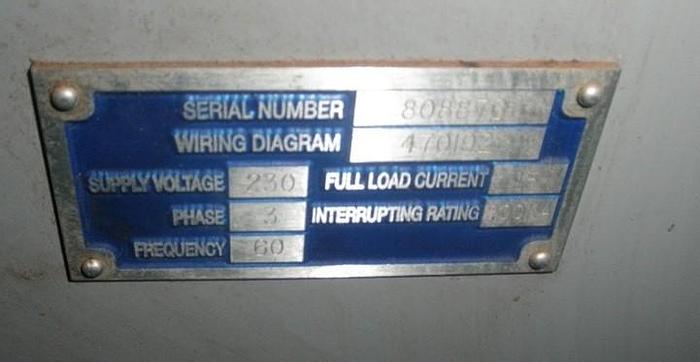 SERIAL NUMBER
WIRING DIAGRAM
SUPPLY VOLTAGE 230 FULL LOAD CURRENT
PHASE 3 INTERRUPTING RATING
FREQUENCY 60